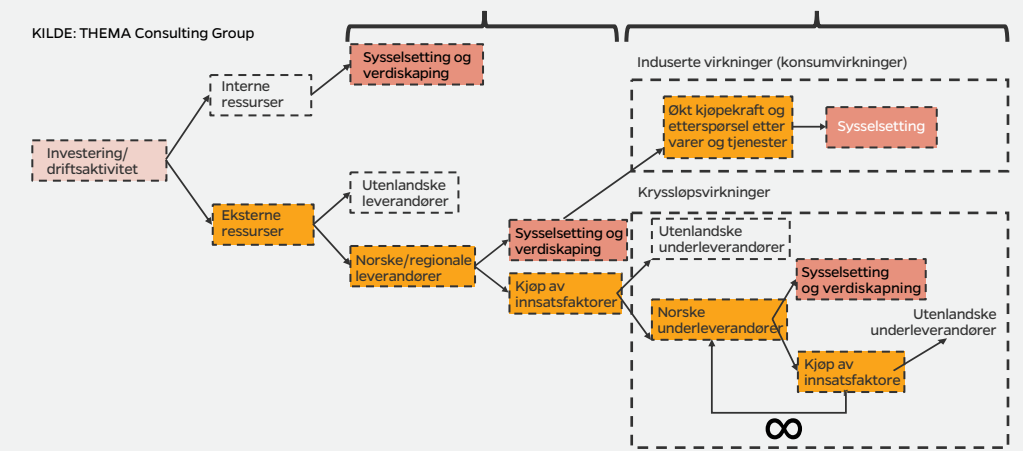 KILDE: THEMA Consulting Group
Sysselsetting og
verdiskaping
Interne
ressurser
Investering/
driftsaktivitet
Eksterne
ressurser
Utenlandske
leverandører
Norske/regionale
leverandører
Sysselsetting og
verdiskaping
Kjøp av
innsatsfaktorer
Induserte virkninger (konsumvirkninger)
Økt kjøpekraft og
etterspørsel etter
varer og tjenester
Sysselsetting
Kryssløpsvirkninger
Utenlandske
underleverandører
Norske
underleverandører
Sysselsetting
og verdiskapning
Utenlandske
underleverandører
Kjøp av
innsatsfaktore
∞